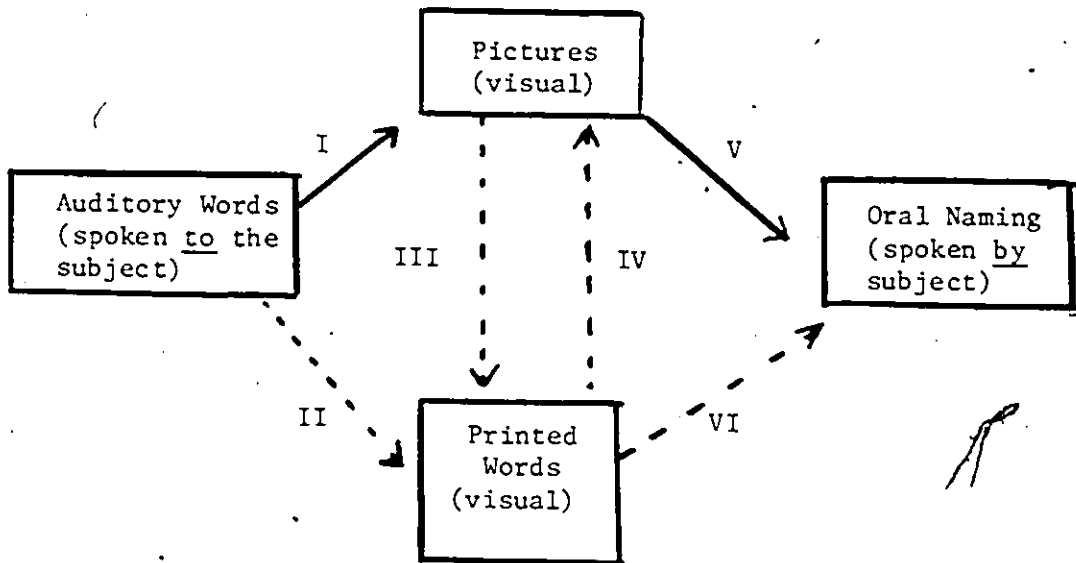 Pictures
(visual)
I
V
Auditory Words
(spoken to the
subject)
Oral Naming
(spoken by
subject)
III
IV
II
VI
Printed
Words
(visual)